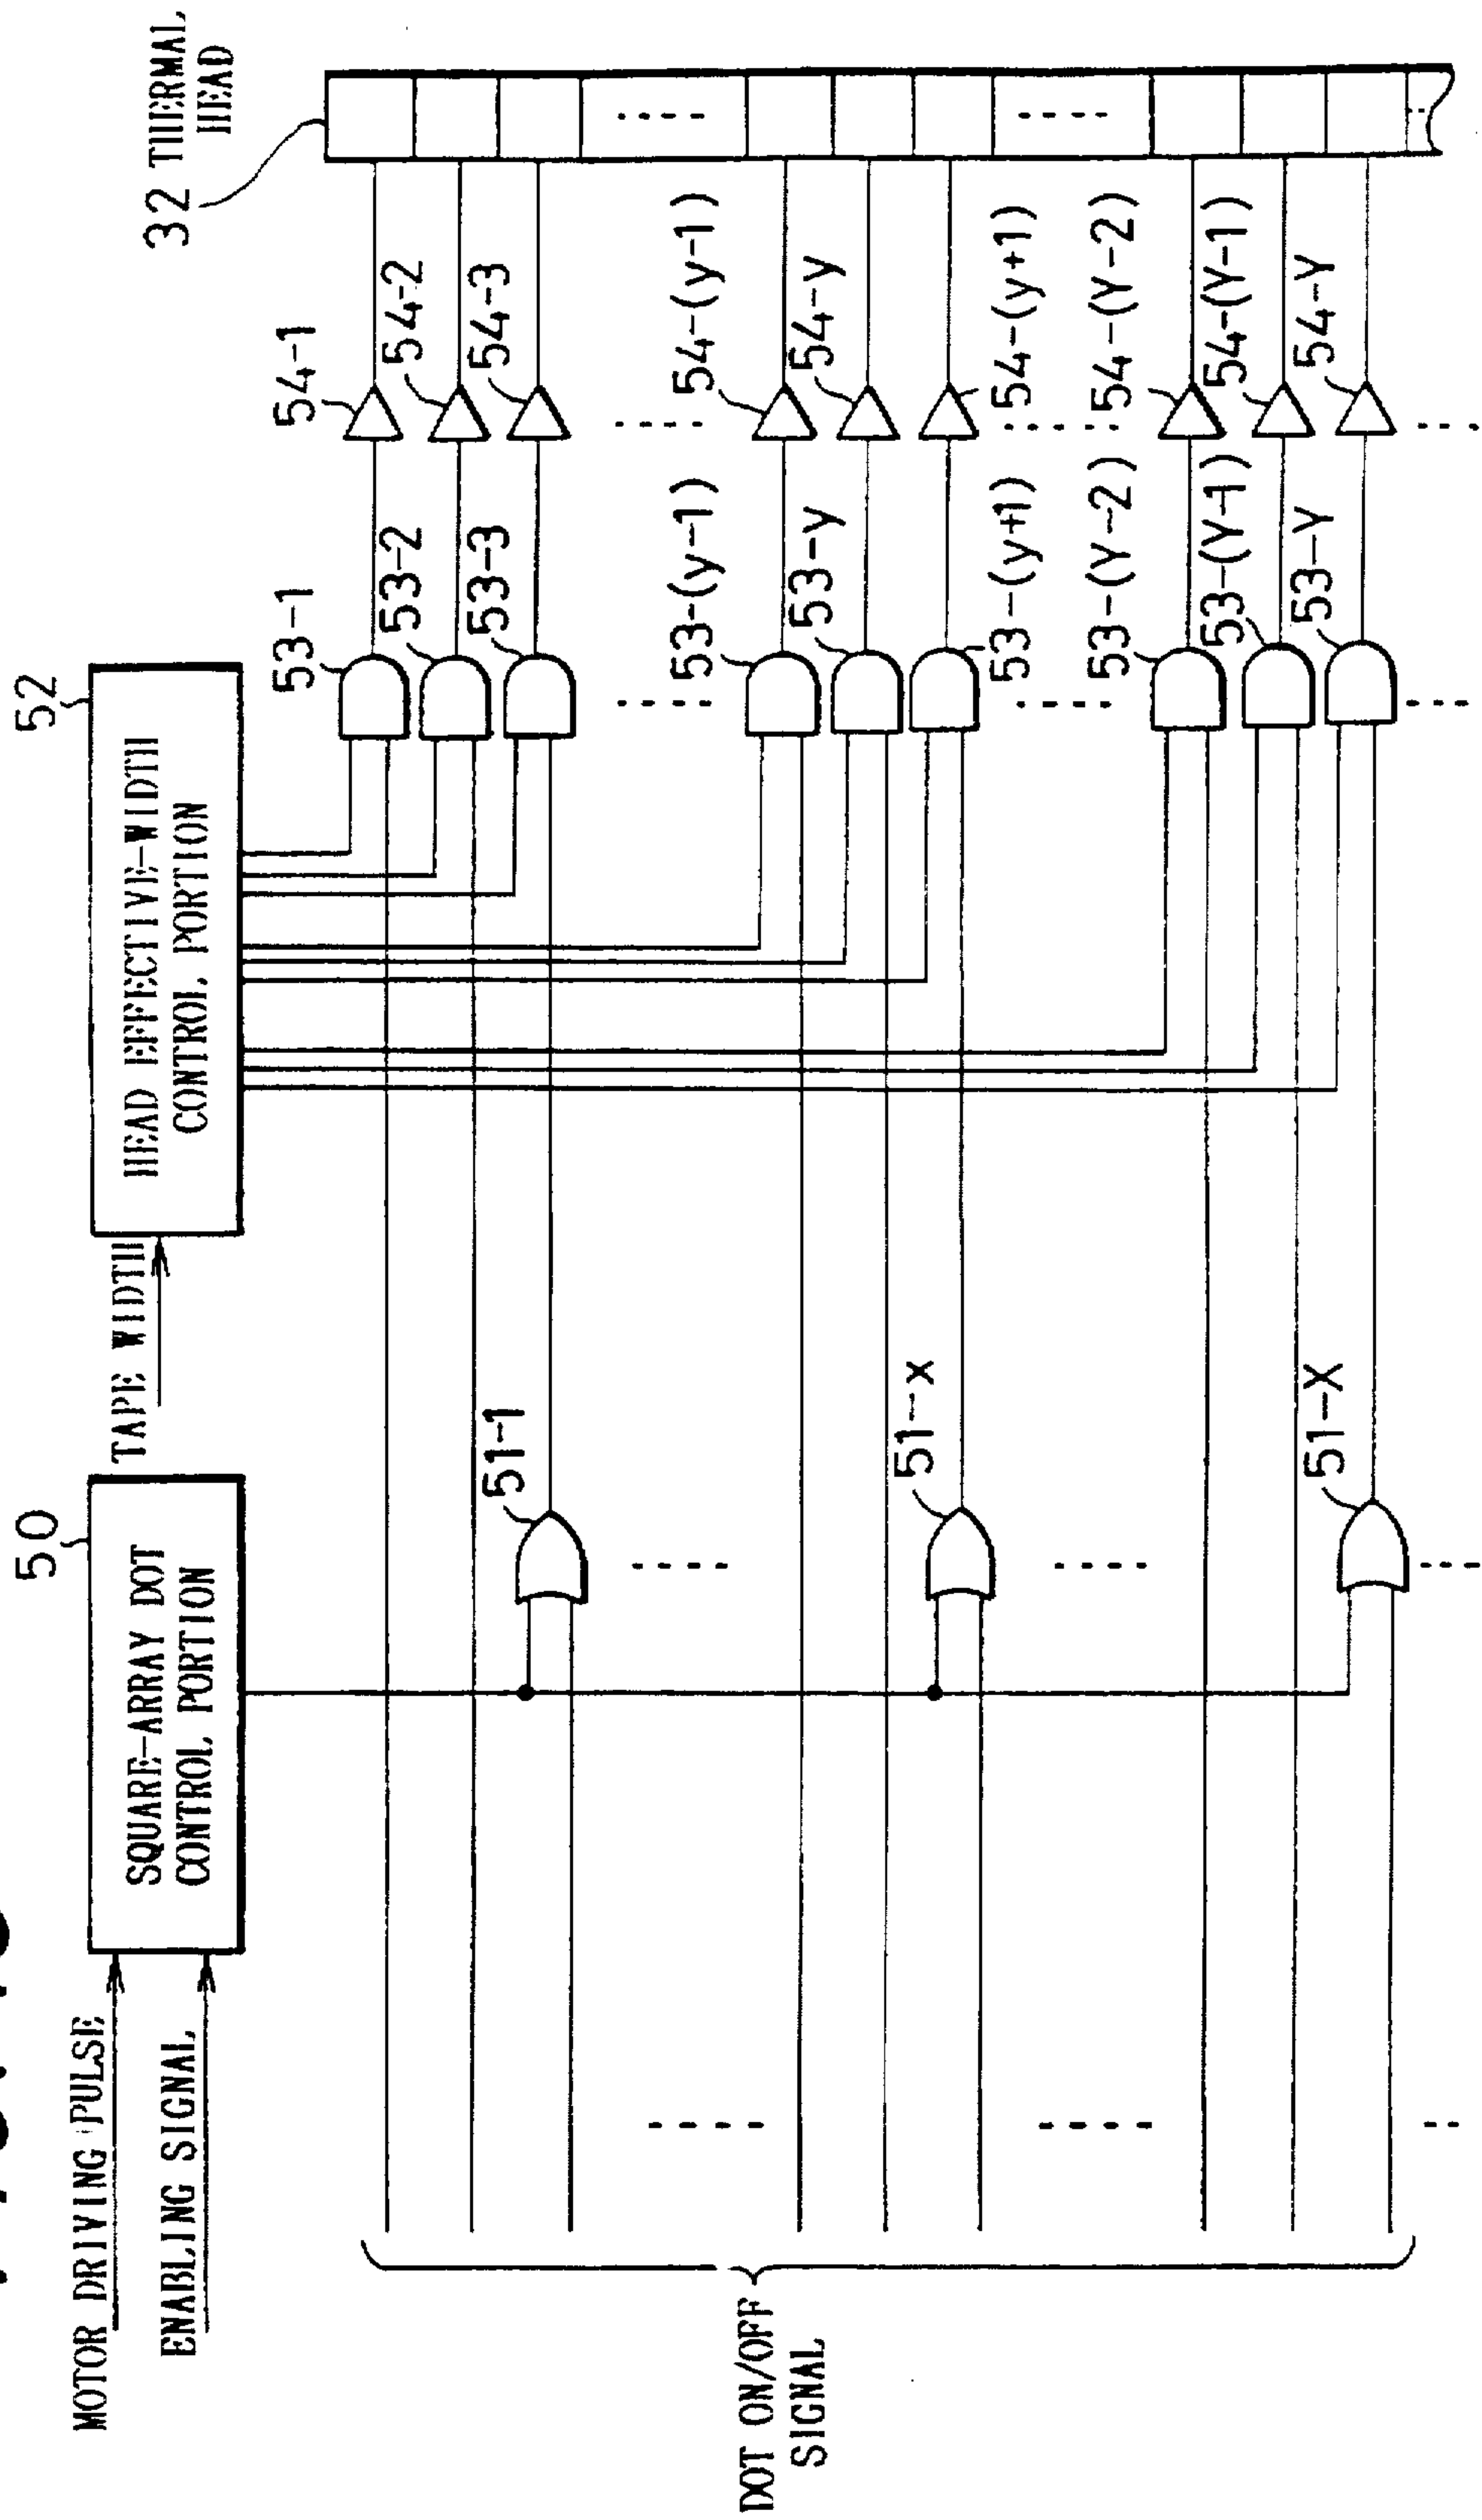 50
52
SQUARE-ARRAY DOT
CONTROL PORTION
HEAD EFFECTIVE-WIDTH
CONTROL PORTION
MOTOR DRIVING PULSE
ENABLING SIGNAL
TAPE WIDTH
32 THERMAL
HEAD
53-1
54-1
53-2
54-2
51-1
53-3
54-3
53-(y-1)
54-(y-1)
53-y
54-y
51-x
53-(y+1)
54-(y+1)
53-(Y-2)
54-(Y-2)
53-(Y-1)
54-(Y-1)
51-X
53-Y
54-Y
DOT ON/OFF
SIGNAL